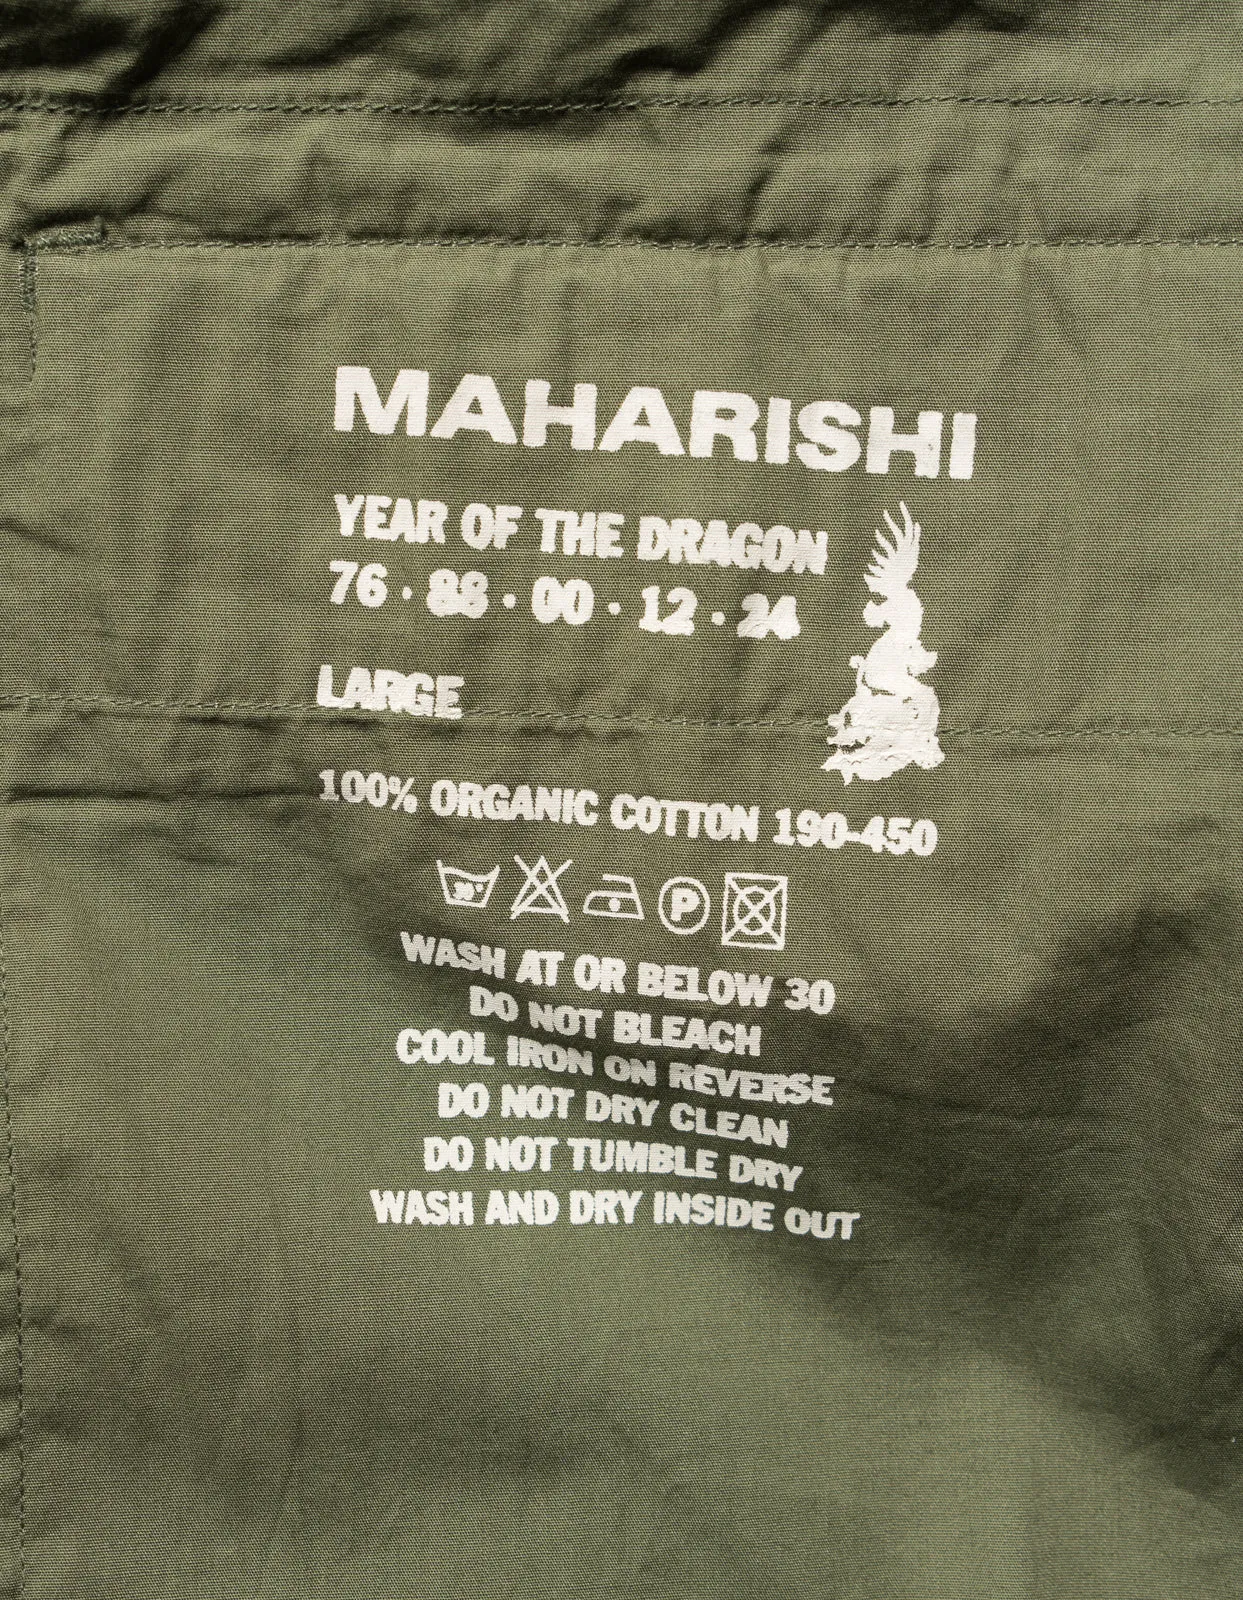 MAHARISHI
YEAR OF THE DRAGON
76 · 88 · 00 · 12 · 24
LARGE
100% ORGANIC COTTON 190-450
30°
P
WASH AT OR BELOW 30
DO NOT BLEACH
COOL IRON ON REVERSE
DO NOT DRY CLEAN
DO NOT TUMBLE DRY
WASH AND DRY INSIDE OUT